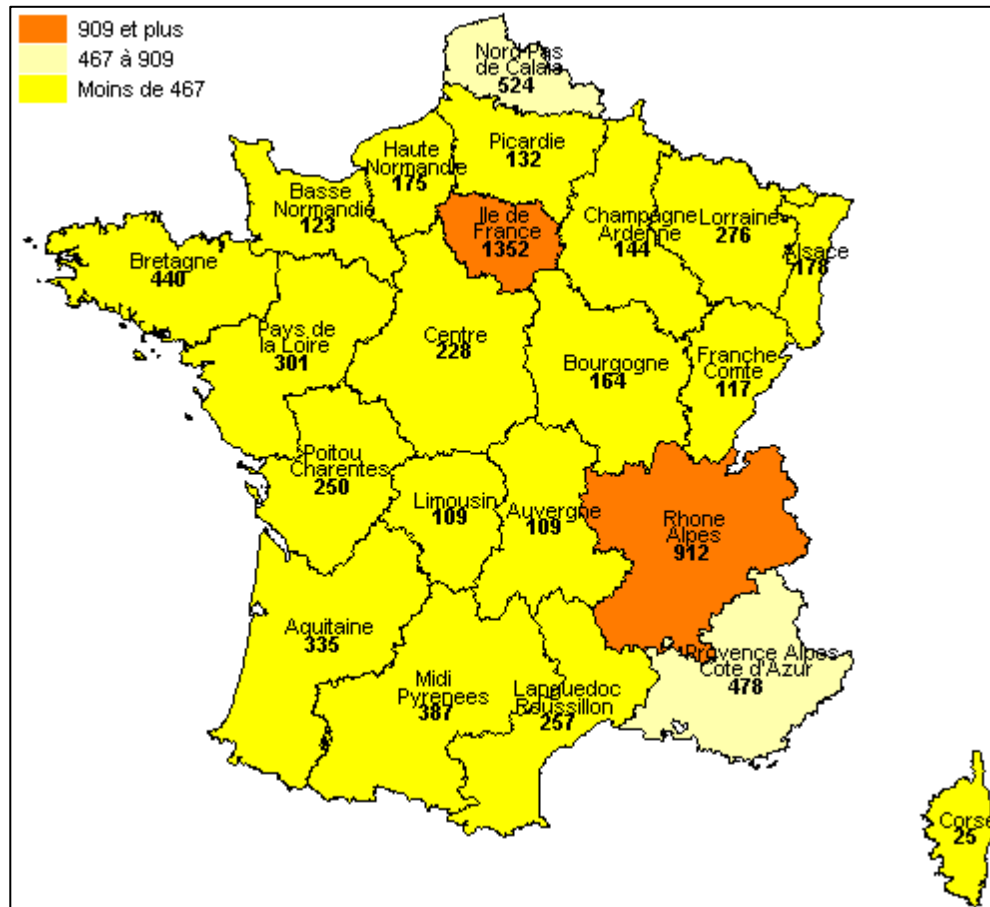 909 et plus
467 à 909
Moins de 467
Nord Pas
de Calais
524
Picardie
132
Haute
Normandie
175
Basse
Normandie
123
Ile de
France
1352
Champagne
Ardenne
144
Lorraine
276
Alsace
178
Bretagne
440
Pays de
la Loire
301
Centre
228
Bourgogne
164
Franche
Comte
117
Poitou
Charentes
250
Limousin
109
Auvergne
109
Rhone
Alpes
912
Aquitaine
335
Midi
Pyrenees
387
Languedoc
Roussillon
257
Provence Alpes
Cote d'Azur
478
Corse
25